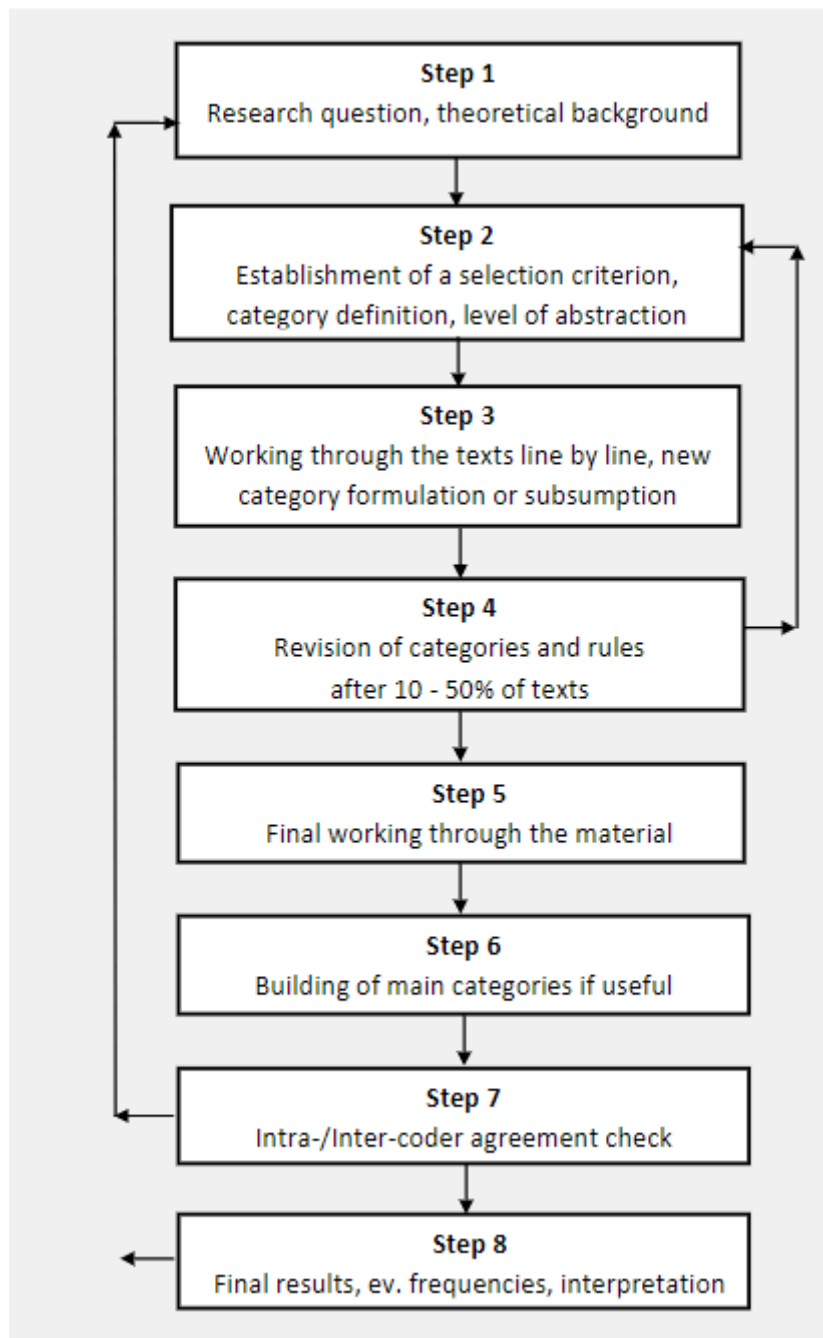 Step 1
Research question, theoretical background
Step 2
Establishment of a selection criterion,
category definition, level of abstraction
Step 3
Working through the texts line by line, new
category formulation or subsumption
Step 4
Revision of categories and rules
after 10 - 50% of texts
Step 5
Final working through the material
Step 6
Building of main categories if useful
Step 7
Intra-/Inter-coder agreement check
Step 8
Final results, ev. frequencies, interpretation